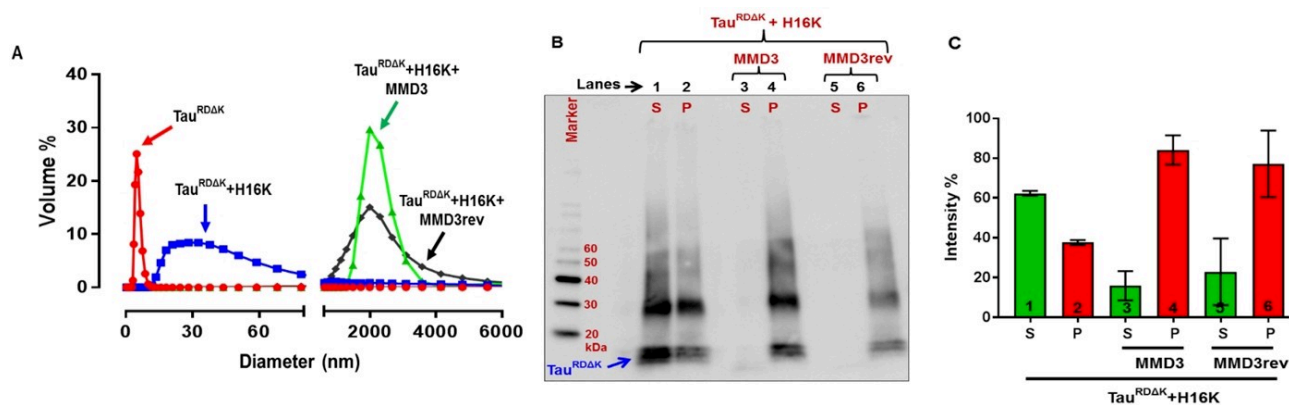 A
40
30
20
10
0
Volume %
0
30
60
2000
4000
6000
Diameter (nm)
Tau^RDΔK
Tau^RDΔK+H16K
Tau^RDΔK+H16K+
MMD3
Tau^RDΔK+H16K+
MMD3rev
B
Tau^RDΔK + H16K
MMD3
MMD3rev
Lanes
1 2 3 4 5 6
Marker
S P S P S P
60
50
40
30
20
kDa
Tau^RDΔK
C
100
80
60
40
20
0
Intensity %
1 2 3 4 5 6
S P S P S P
MMD3 MMD3rev
Tau^RDΔK+H16K